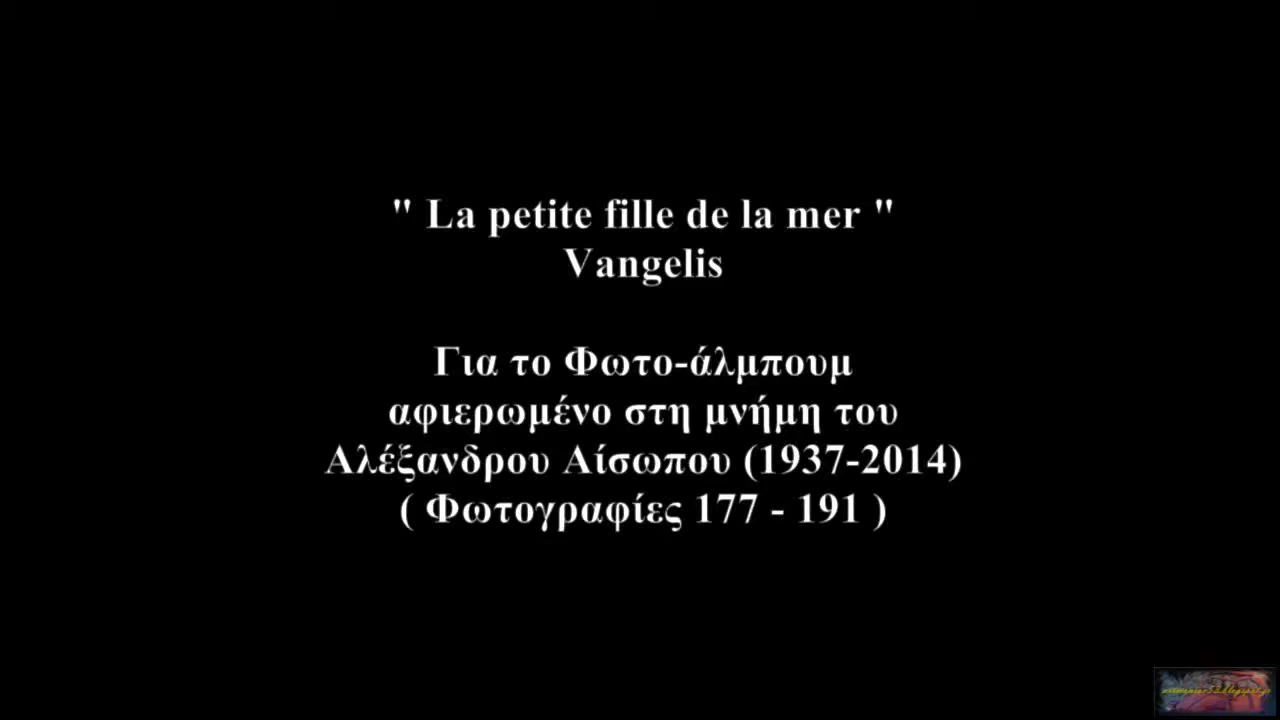 " La petite fille de la mer "
Vangelis
Για το Φωτο-άλμπουμ
αφιερωμένο στη μνήμη του
Αλέξανδρου Αίσωπου (1937-2014)
( Φωτογραφίες 177 - 191 )